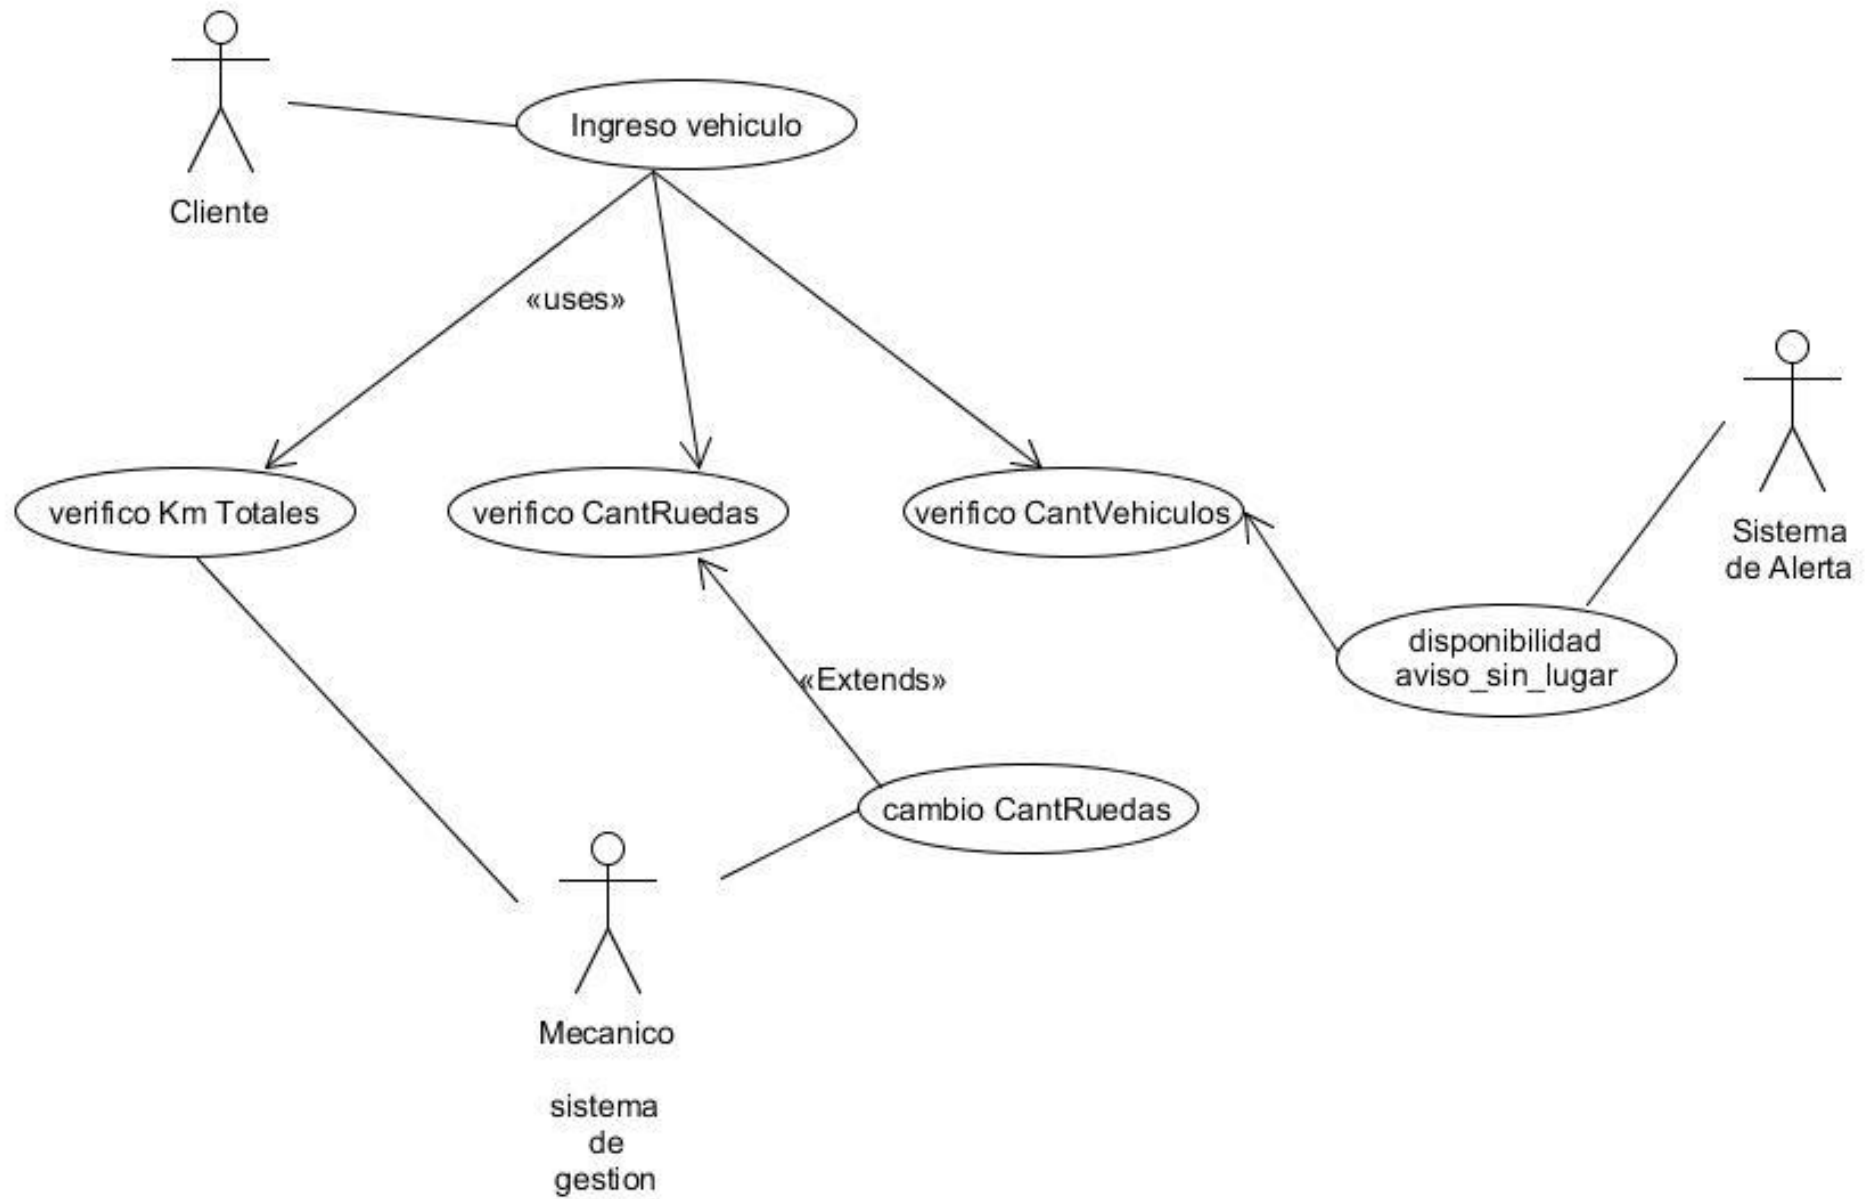 Ingreso vehiculo
Cliente
«uses»
verifico Km Totales
verifico CantRuedas
verifico CantVehiculos
Sistema
de Alerta
disponibilidad
aviso_sin_lugar
«Extends»
cambio CantRuedas
Mecanico
sistema
de
gestion